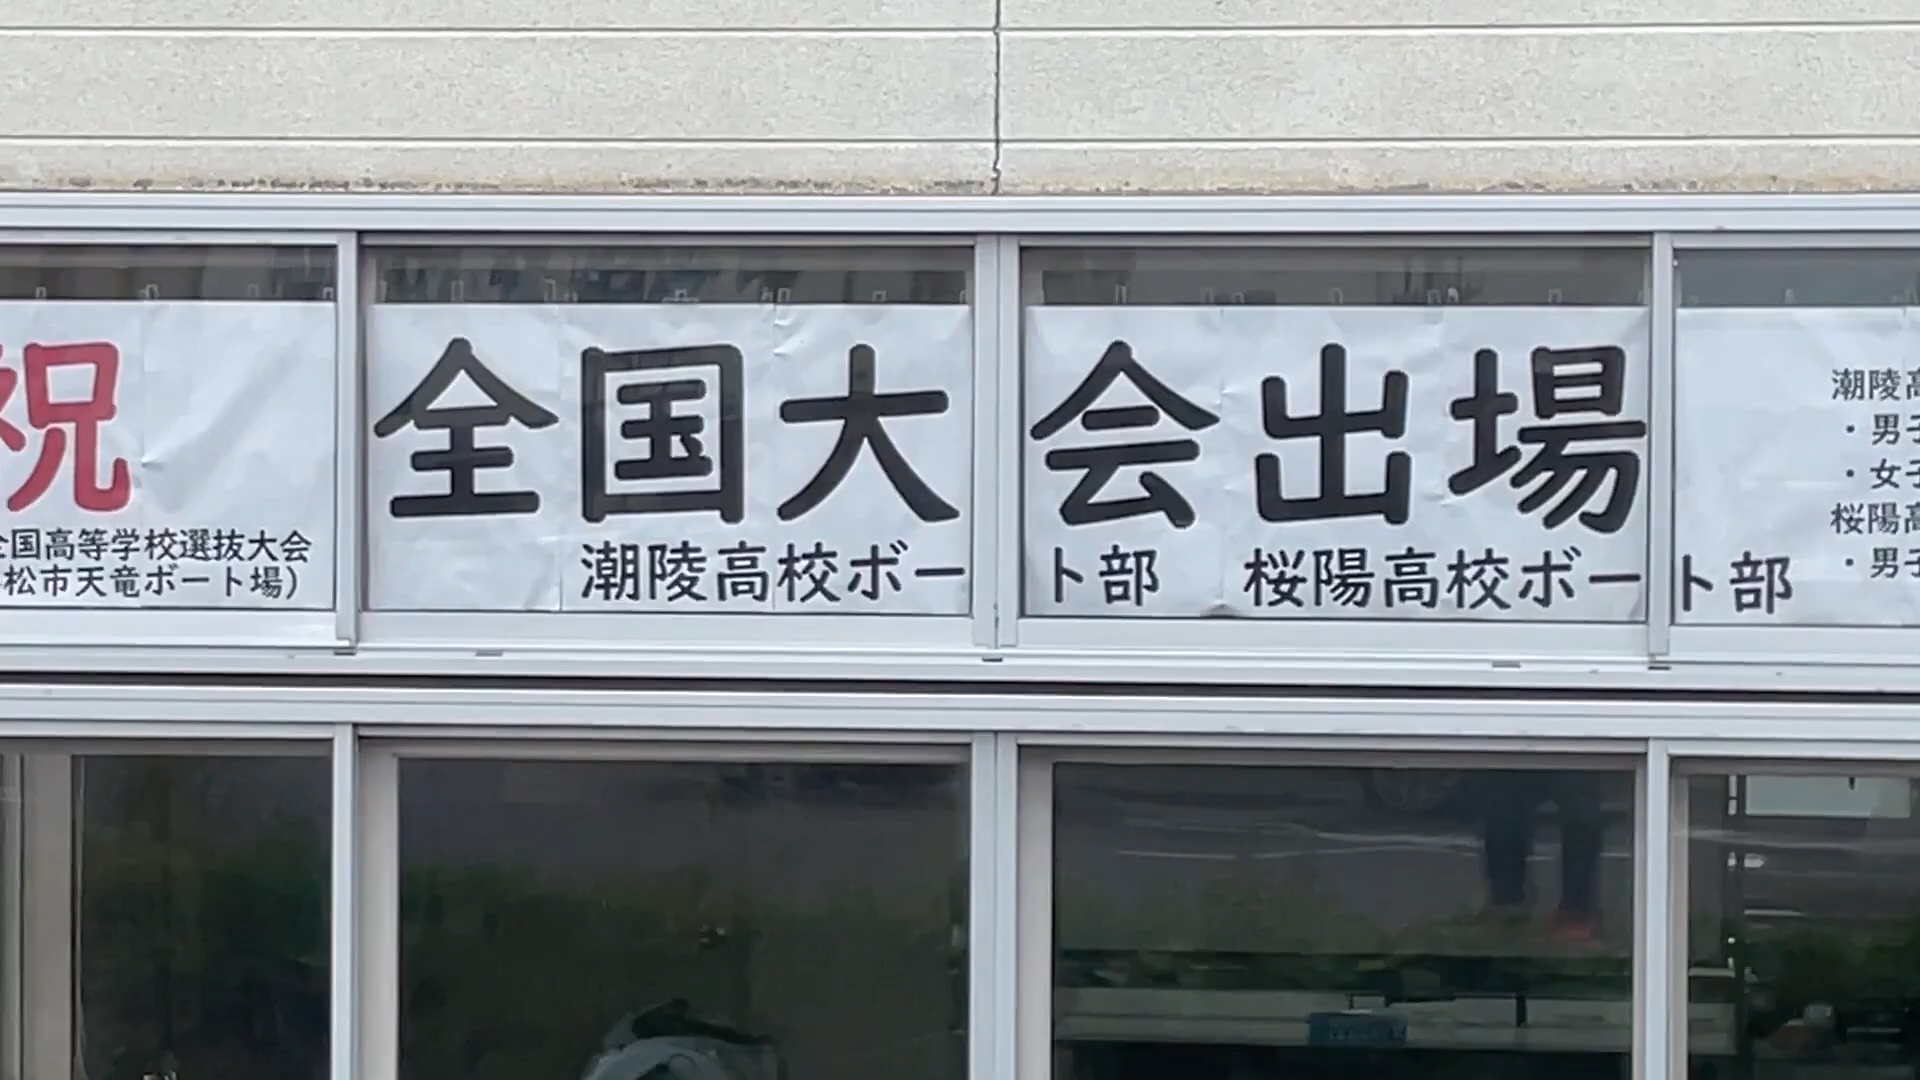 祝 全国大会出場
全国高等学校選抜大会
松市天竜ボート場）
潮陵高校ボート部 桜陽高校ボート部
潮陵高
・男子
・女子
桜陽高
・男子